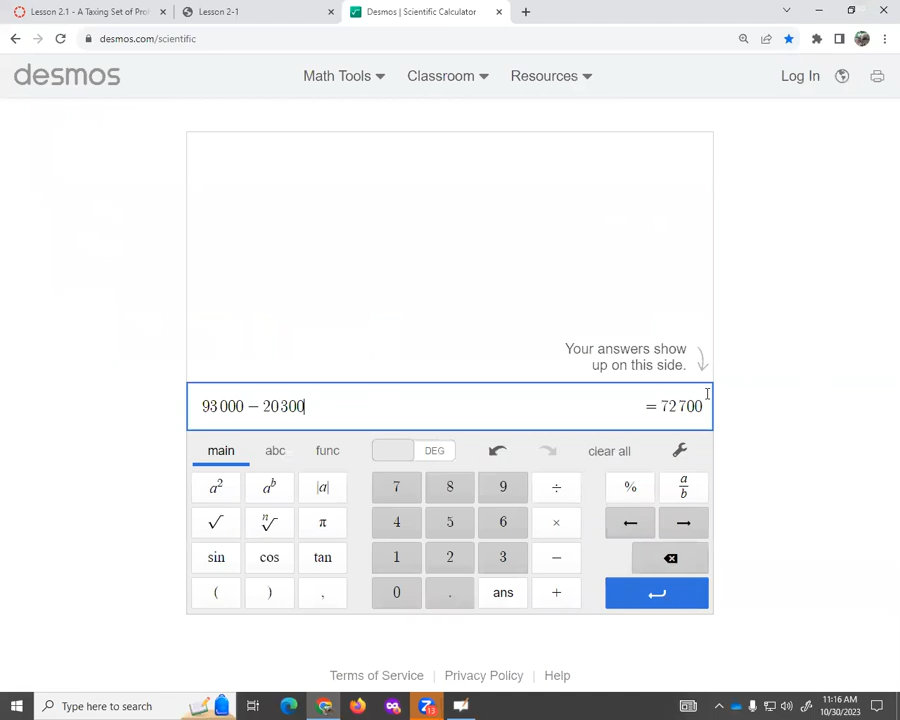 Lesson 2.1 - A Taxing Set of Pro
Lesson 2-1
Desmos | Scientific Calculator
desmos.com/scientific
desmos
Math Tools
Classroom
Resources
Log In
Your answers show
up on this side.
93 000 − 20 300
= 72 700
main
abc
func
DEG
clear all
a²
aᵇ
|a|
7
8
9
÷
%
a
b
√
ⁿ√
π
4
5
6
×
←
→
sin
cos
tan
1
2
3
−
(
)
,
0
.
ans
+
Terms of Service
Privacy Policy
Help
Type here to search
11:16 AM
10/30/2023